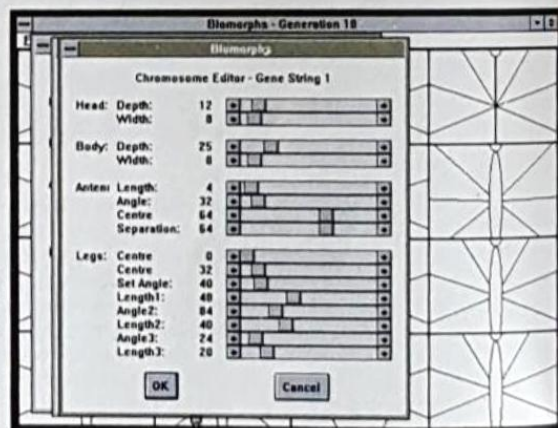 Biomorphs - Generation 18
Biomorphs
Chromosome Editor - Gene String 1
Head: Depth: 12
Width: 8
Body: Depth: 25
Width: 8
Anteni Length: 4
Angle: 32
Centre 64
Separation: 64
Legs: Centre 0
Centre 32
Set Angle: 40
Length1: 48
Angle2: 84
Length2: 40
Angle3: 24
Length3: 20
OK
Cancel